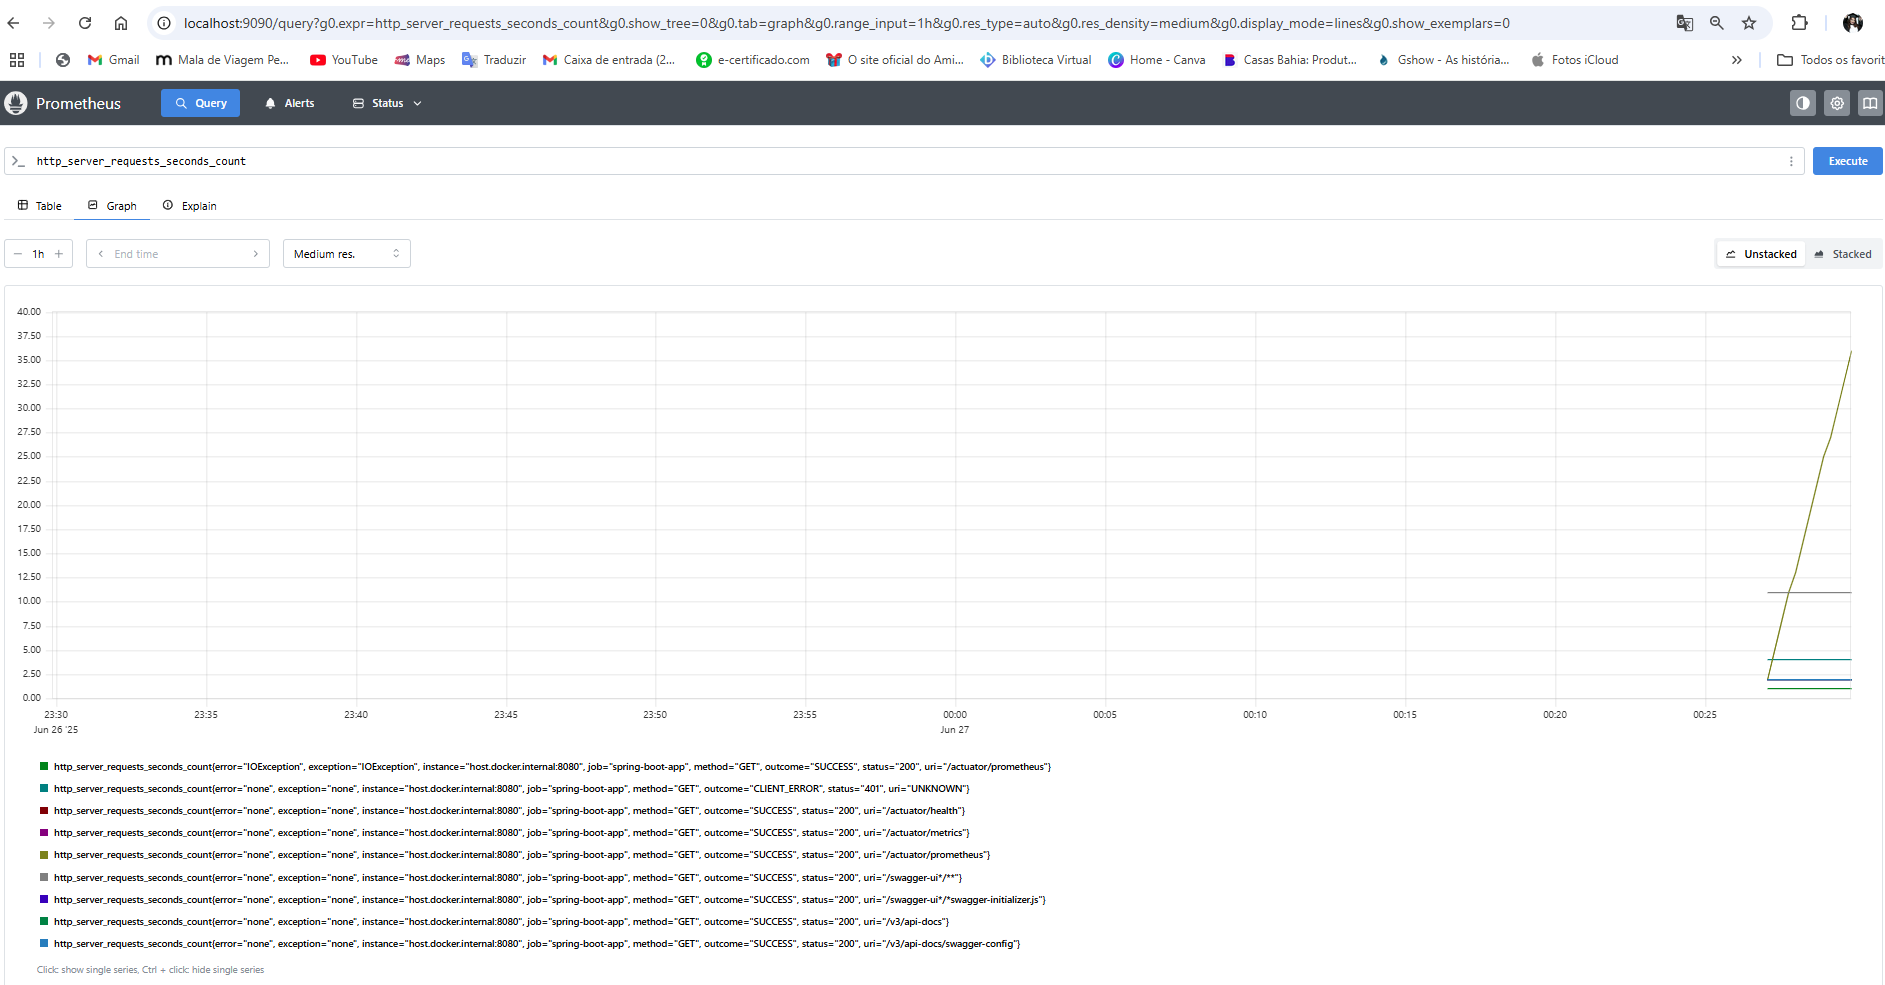 localhost:9090/query?g0.expr=http_server_requests_seconds_count&g0.show_tree=0&g0.tab=graph&g0.range_input=1h&g0.res_type=auto&g0.res_density=medium&g0.display_mode=lines&g0.show_exemplars=0
Gmail Mala de Viagem Pe... YouTube Maps Traduzir Caixa de entrada (2... e-certificado.com O site oficial do Ami... Biblioteca Virtual Home - Canva Casas Bahia: Produt... Gshow - As história... Fotos iCloud » Todos os favorit
Prometheus Query Alerts Status
>_ http_server_requests_seconds_count Execute
Table Graph Explain
− 1h + < End time > Medium res. Unstacked Stacked
40.00
37.50
35.00
32.50
30.00
27.50
25.00
22.50
20.00
17.50
15.00
12.50
10.00
7.50
5.00
2.50
0.00
23:30 23:35 23:40 23:45 23:50 23:55 00:00 00:05 00:10 00:15 00:20 00:25
Jun 26 '25 Jun 27
http_server_requests_seconds_count{error="IOException", exception="IOException", instance="host.docker.internal:8080", job="spring-boot-app", method="GET", outcome="SUCCESS", status="200", uri="/actuator/prometheus"}
http_server_requests_seconds_count{error="none", exception="none", instance="host.docker.internal:8080", job="spring-boot-app", method="GET", outcome="CLIENT_ERROR", status="401", uri="UNKNOWN"}
http_server_requests_seconds_count{error="none", exception="none", instance="host.docker.internal:8080", job="spring-boot-app", method="GET", outcome="SUCCESS", status="200", uri="/actuator/health"}
http_server_requests_seconds_count{error="none", exception="none", instance="host.docker.internal:8080", job="spring-boot-app", method="GET", outcome="SUCCESS", status="200", uri="/actuator/metrics"}
http_server_requests_seconds_count{error="none", exception="none", instance="host.docker.internal:8080", job="spring-boot-app", method="GET", outcome="SUCCESS", status="200", uri="/actuator/prometheus"}
http_server_requests_seconds_count{error="none", exception="none", instance="host.docker.internal:8080", job="spring-boot-app", method="GET", outcome="SUCCESS", status="200", uri="/swagger-ui*/**"}
http_server_requests_seconds_count{error="none", exception="none", instance="host.docker.internal:8080", job="spring-boot-app", method="GET", outcome="SUCCESS", status="200", uri="/swagger-ui*/*swagger-initializer.js"}
http_server_requests_seconds_count{error="none", exception="none", instance="host.docker.internal:8080", job="spring-boot-app", method="GET", outcome="SUCCESS", status="200", uri="/v3/api-docs"}
http_server_requests_seconds_count{error="none", exception="none", instance="host.docker.internal:8080", job="spring-boot-app", method="GET", outcome="SUCCESS", status="200", uri="/v3/api-docs/swagger-config"}
Click: show single series, Ctrl + click: hide single series